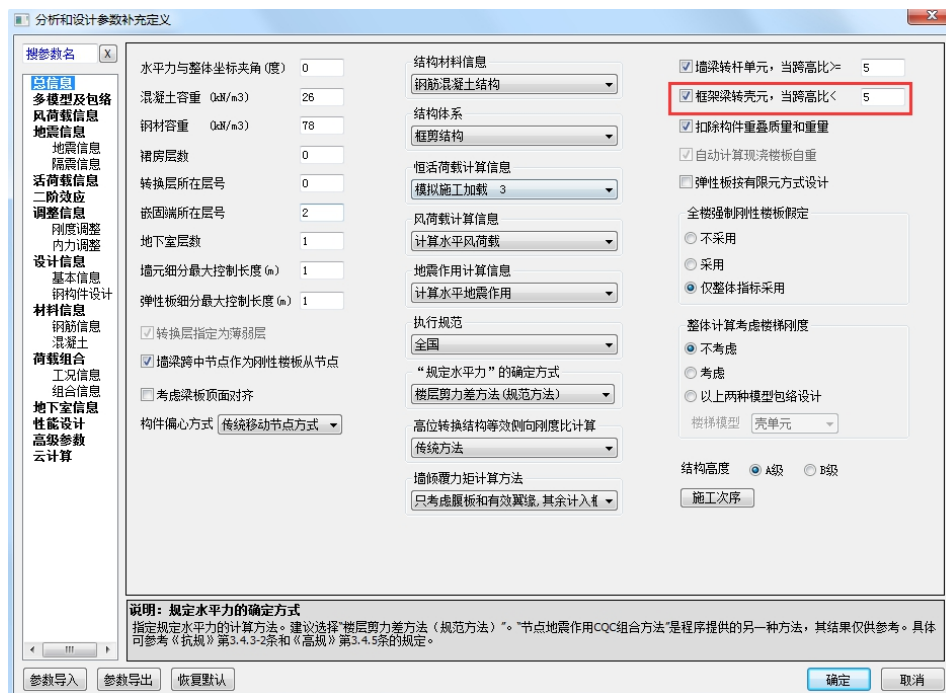 分析和设计参数补充定义
搜参数名 X
总信息
多模型及包络
风荷载信息
地震信息
地震信息
隔震信息
活荷载信息
二阶效应
调整信息
刚度调整
内力调整
设计信息
基本信息
钢构件设计
材料信息
钢筋信息
混凝土
荷载组合
工况信息
组合信息
地下室信息
性能设计
高级参数
云计算
水平力与整体坐标夹角(度) 0
混凝土容重 (kN/m3) 26
钢材容重 (kN/m3) 78
裙房层数 0
转换层所在层号 0
嵌固端所在层号 2
地下室层数 1
墙元细分最大控制长度(m) 1
弹性板细分最大控制长度(m) 1
转换层指定为薄弱层
墙梁跨中节点作为刚性楼板从节点
考虑梁板顶面对齐
构件偏心方式 传统移动节点方式
结构材料信息
钢筋混凝土结构
结构体系
框剪结构
恒活荷载计算信息
模拟施工加载 3
风荷载计算信息
计算水平风荷载
地震作用计算信息
计算水平地震作用
执行规范
全国
“规定水平力”的确定方式
楼层剪力差方法(规范方法)
高位转换结构等效侧向刚度比计算
传统方法
墙倾覆力矩计算方法
只考虑腹板和有效翼缘,其余计入
墙梁转杆单元,当跨高比>= 5
框架梁转壳元,当跨高比< 5
扣除构件重叠质量和重量
自动计算现浇楼板自重
弹性板按有限元方式设计
全楼强制刚性楼板假定
不采用
采用
仅整体指标采用
整体计算考虑楼梯刚度
不考虑
考虑
以上两种模型包络设计
楼梯模型 壳单元
结构高度 A级 B级
施工次序
说明: 规定水平力的确定方式
指定规定水平力的计算方法。建议选择“楼层剪力差方法(规范方法)”。“节点地震作用CQC组合方法”是程序提供的另一种方法,其结果仅供参考。具体
可参考《抗规》第3.4.3-2条和《高规》第3.4.5条的规定。
参数导入 参数导出 恢复默认 确定 取消